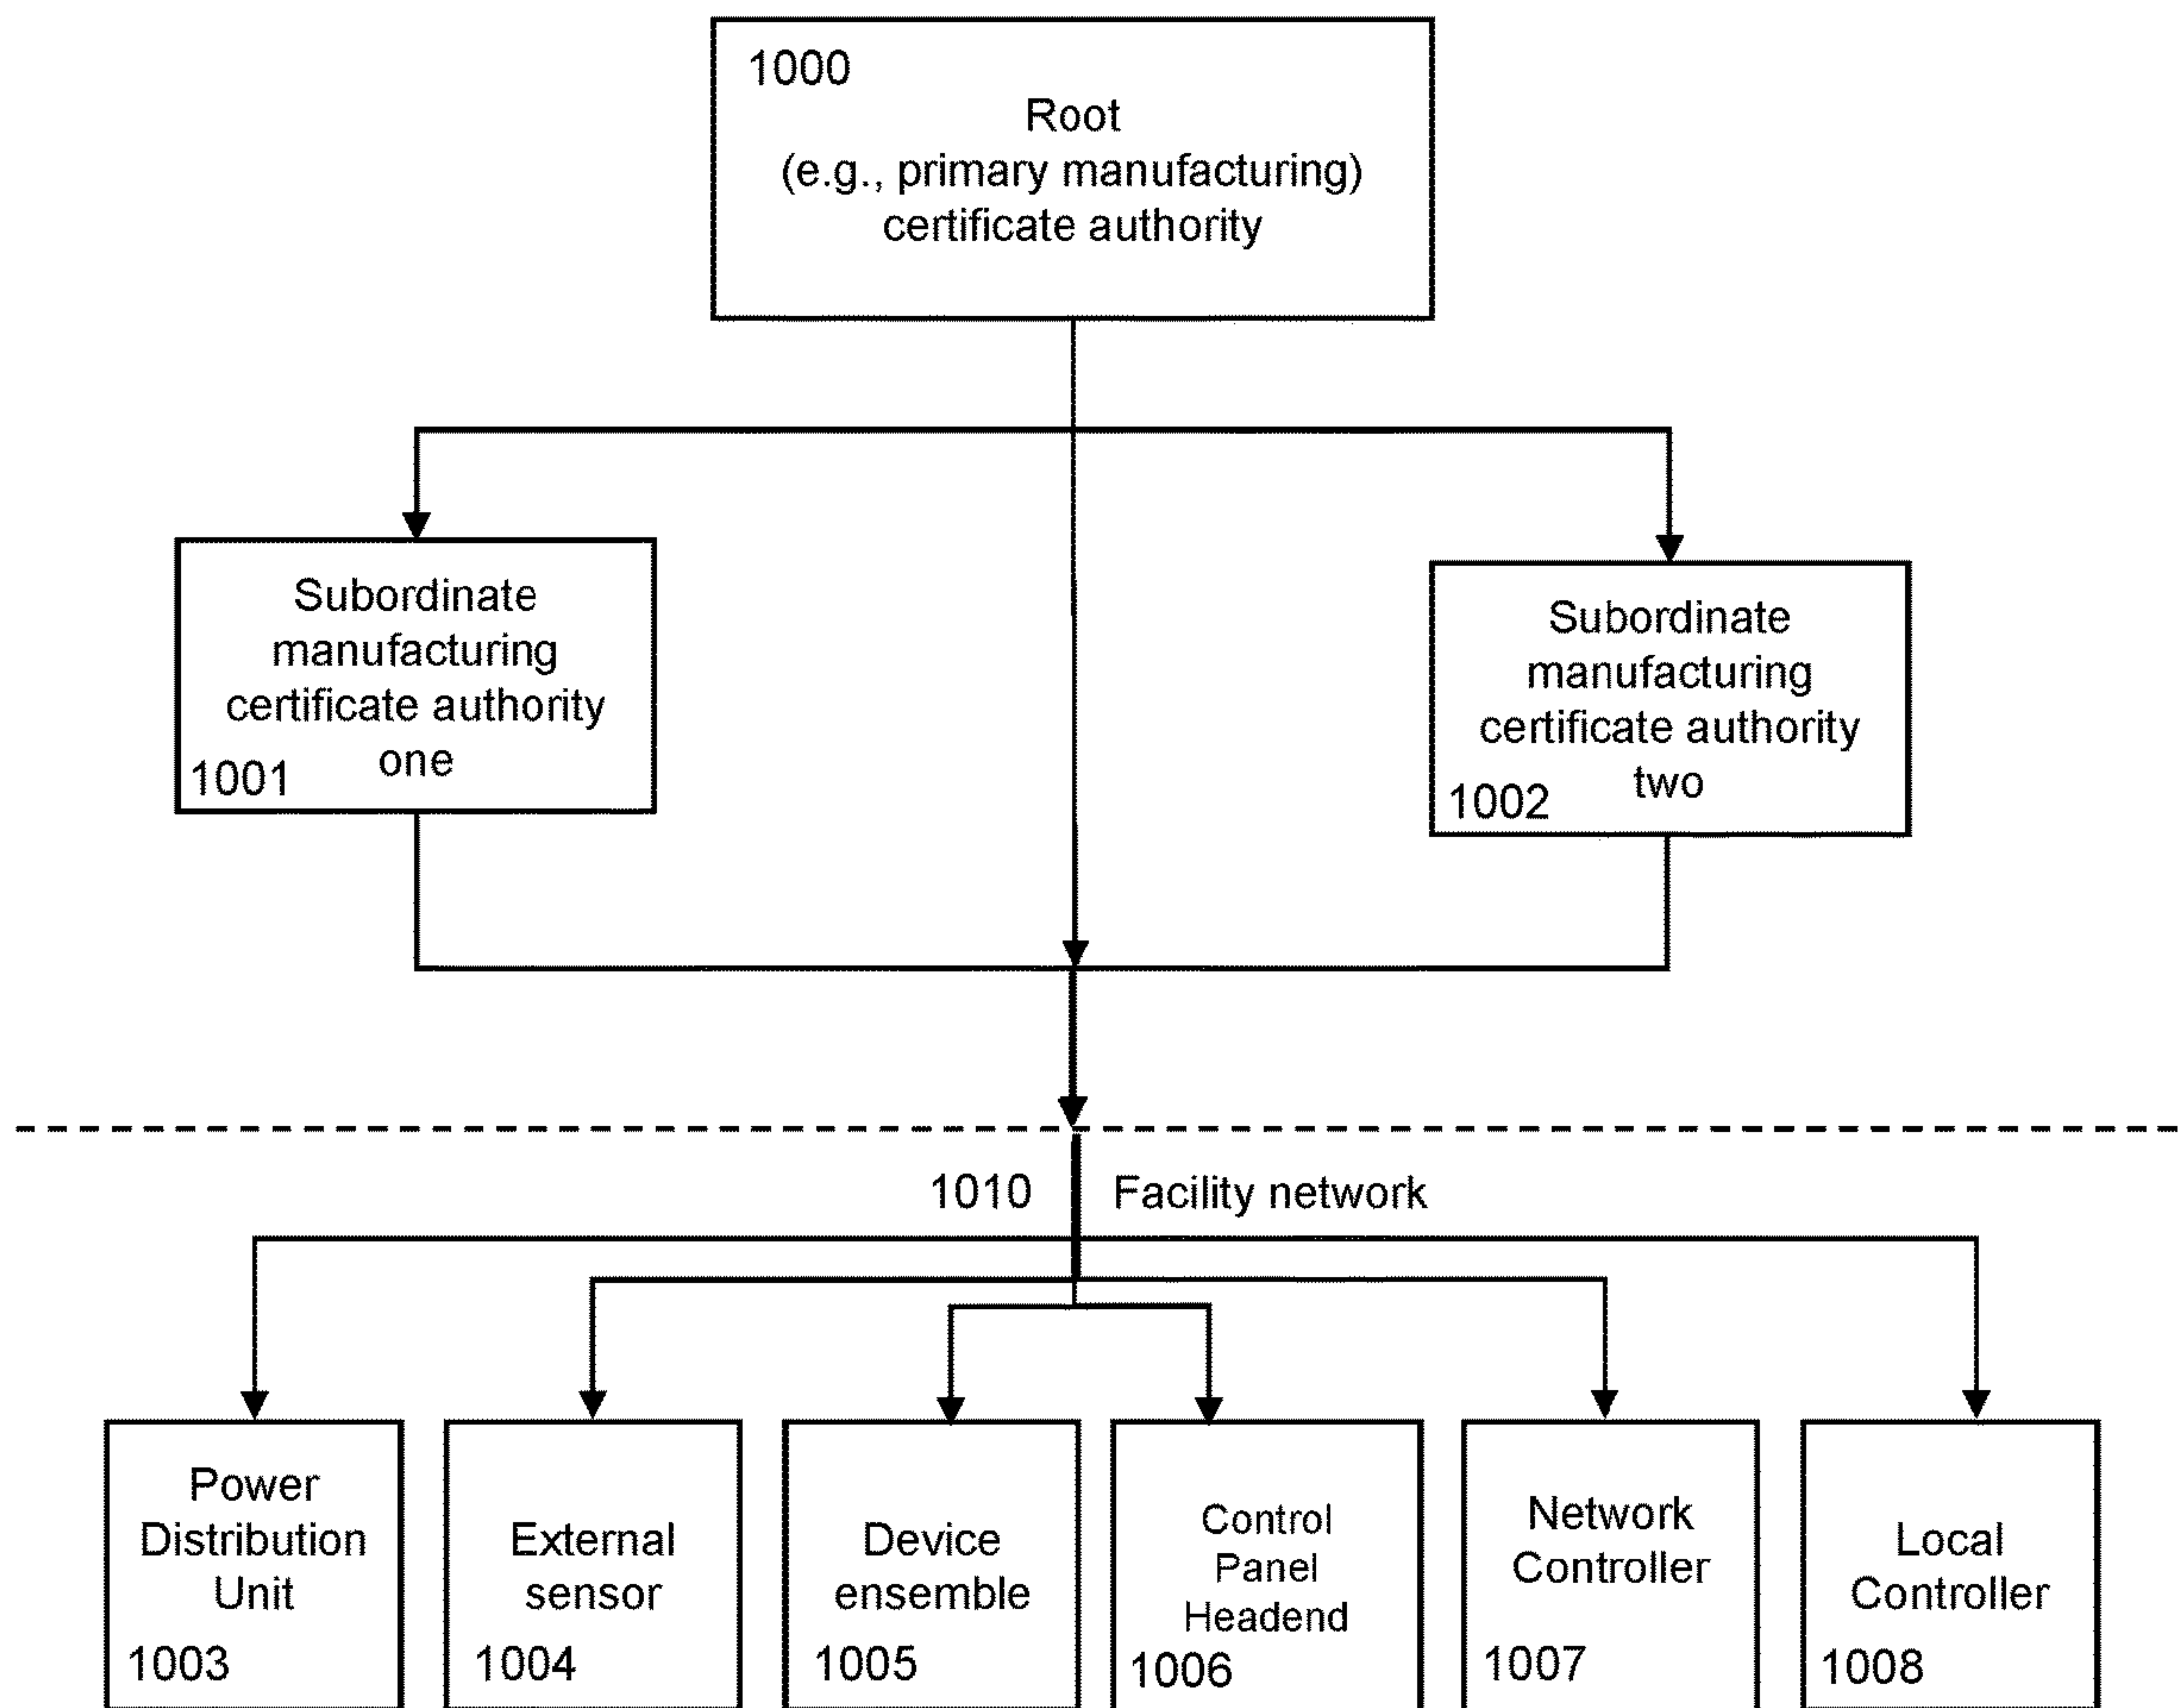 1000
Root
(e.g., primary manufacturing)
certificate authority
Subordinate
manufacturing
certificate authority
one
1001
Subordinate
manufacturing
certificate authority
two
1002
1010 Facility network
Power
Distribution
Unit
1003
External
sensor
1004
Device
ensemble
1005
Control
Panel
Headend
1006
Network
Controller
1007
Local
Controller
1008